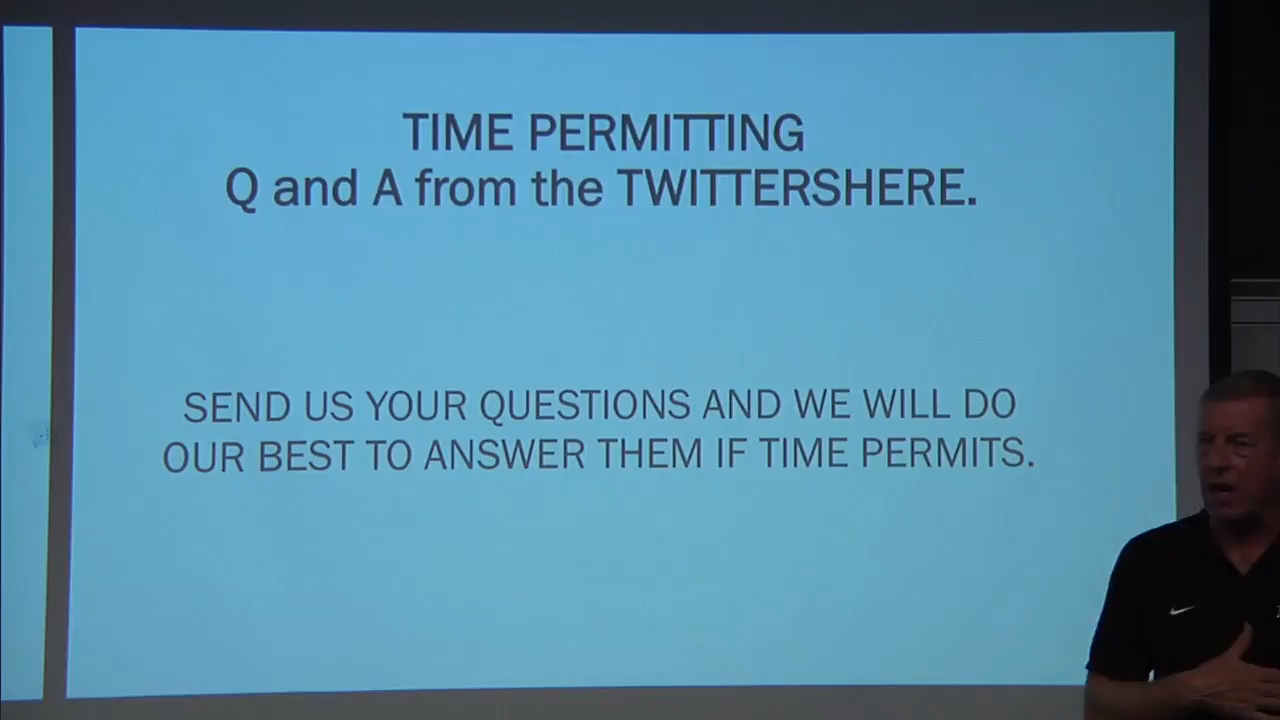 TIME PERMITTING
Q and A from the TWITTERSHERE.
SEND US YOUR QUESTIONS AND WE WILL DO
OUR BEST TO ANSWER THEM IF TIME PERMITS.